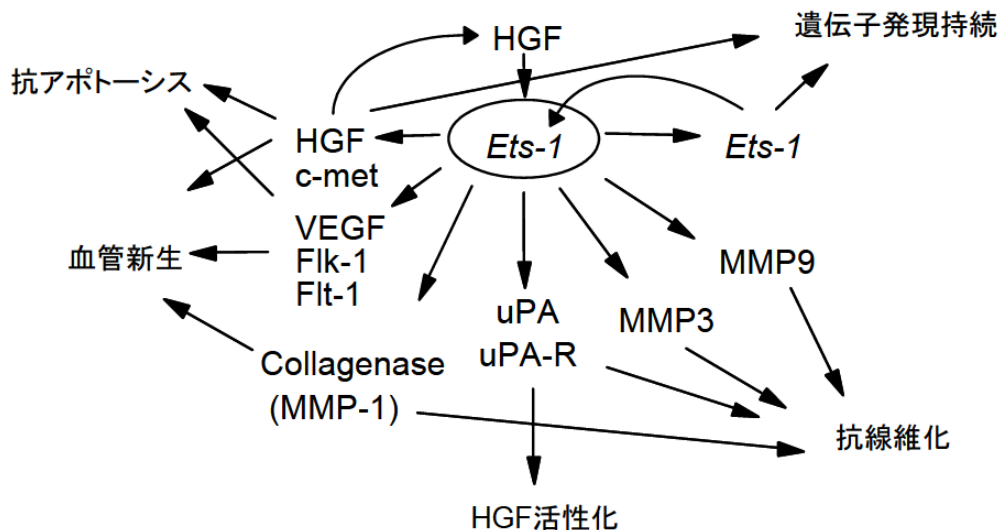 HGF
遺伝子発現持続
抗アポトーシス
HGF
c-met
Ets-1
Ets-1
VEGF
Flk-1
Flt-1
血管新生
MMP9
uPA
uPA-R
MMP3
Collagenase
(MMP-1)
抗線維化
HGF活性化